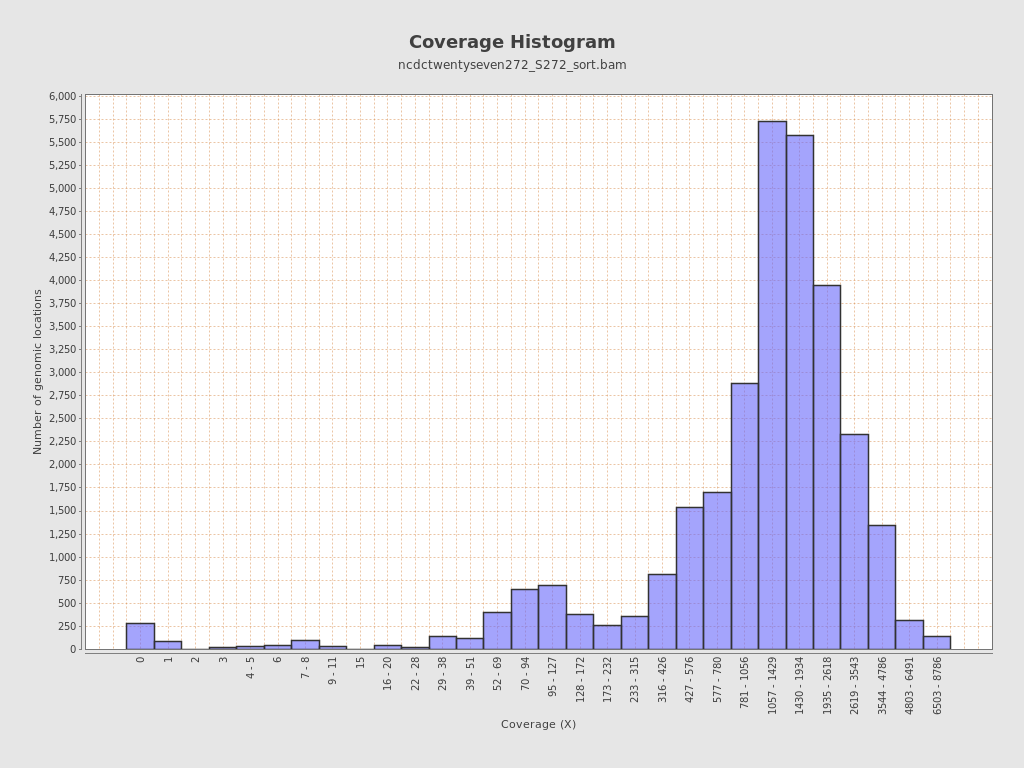 Coverage Histogram
ncdctwentyseven272_S272_sort.bam
6,000
5,750
5,500
5,250
5,000
4,750
4,500
4,250
4,000
3,750
3,500
3,250
3,000
2,750
2,500
2,250
2,000
1,750
1,500
1,250
1,000
750
500
250
0
Number of genomic locations
0
1
2
3
4 - 5
6
7 - 8
9 - 11
15
16 - 20
22 - 28
29 - 38
39 - 51
52 - 69
70 - 94
95 - 127
128 - 172
173 - 232
233 - 315
316 - 426
427 - 576
577 - 780
781 - 1056
1057 - 1429
1430 - 1934
1935 - 2618
2619 - 3543
3544 - 4786
4803 - 6491
6503 - 8786
Coverage (X)